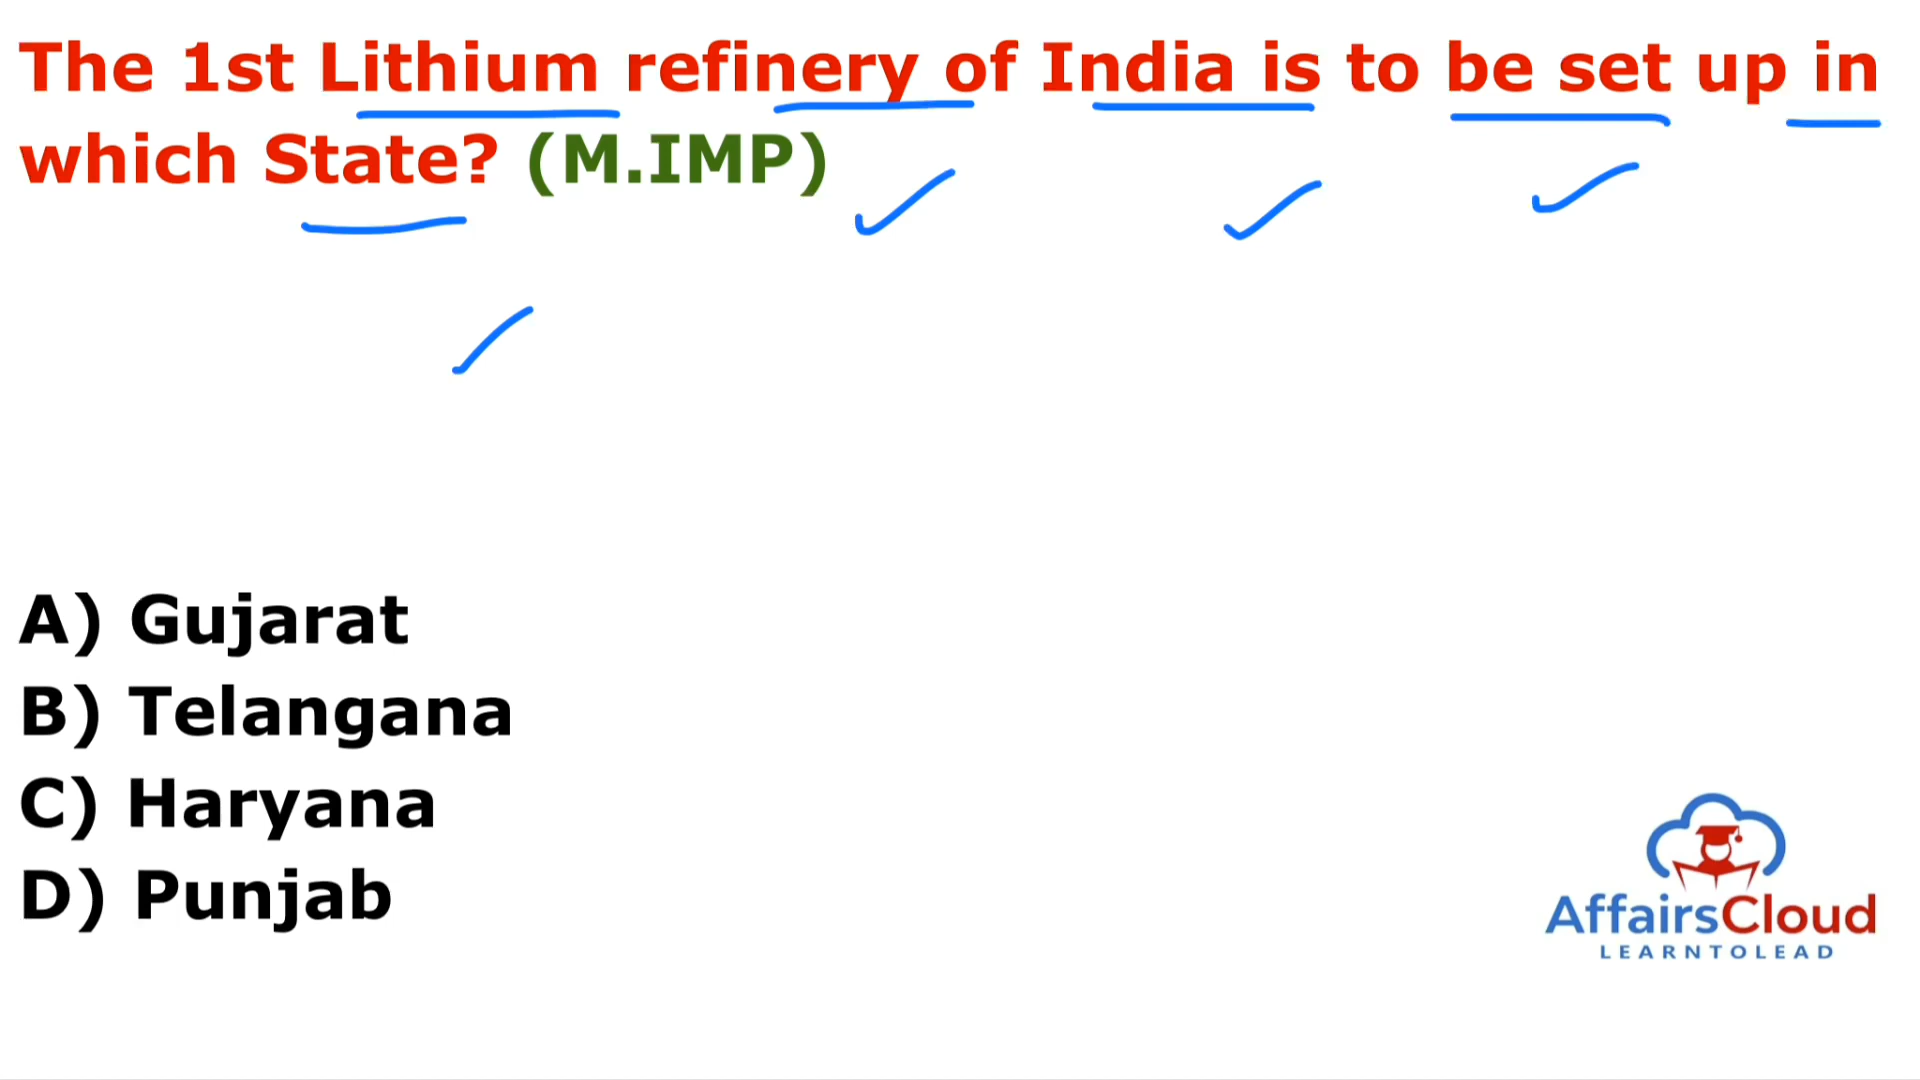 The 1st Lithium refinery of India is to be set up in
which State? (M.IMP)
A) Gujarat
B) Telangana
C) Haryana
D) Punjab
AffairsCloud
LEARNTOLEAD